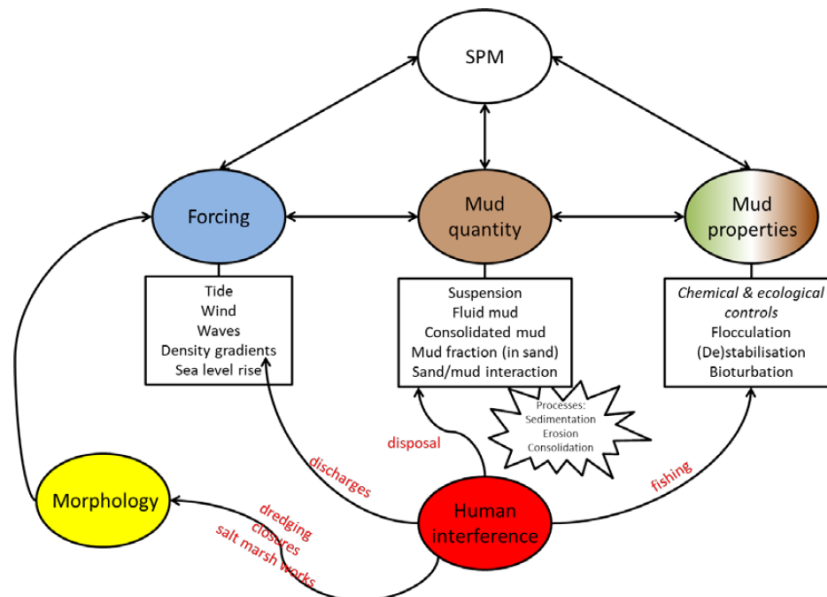 SPM
Forcing
Mud
quantity
Mud
properties
Tide
Wind
Waves
Density gradients
Sea level rise
Suspension
Fluid mud
Consolidated mud
Mud fraction (in sand)
Sand/mud interaction
Chemical & ecological
controls
Flocculation
(De)stabilisation
Bioturbation
Processes:
Sedimentation
Erosion
Consolidation
disposal
discharges
fishing
Morphology
dredging
closures
salt marsh works
Human
interference